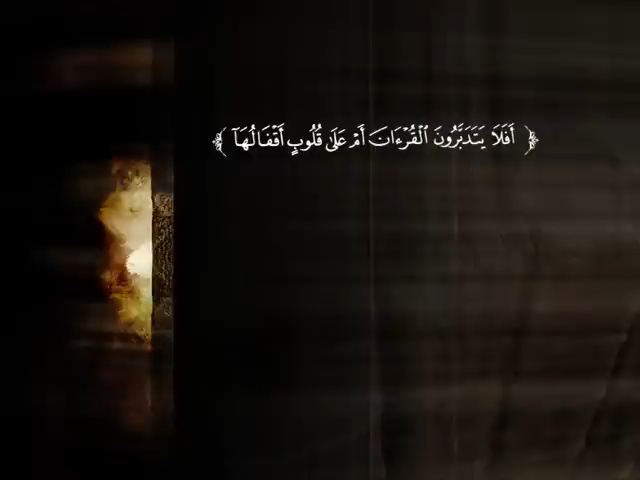 ﴿ أَفَلَا يَتَدَبَّرُونَ ٱلْقُرْءَانَ أَمْ عَلَىٰ قُلُوبٍ أَقْفَالُهَآ ﴾